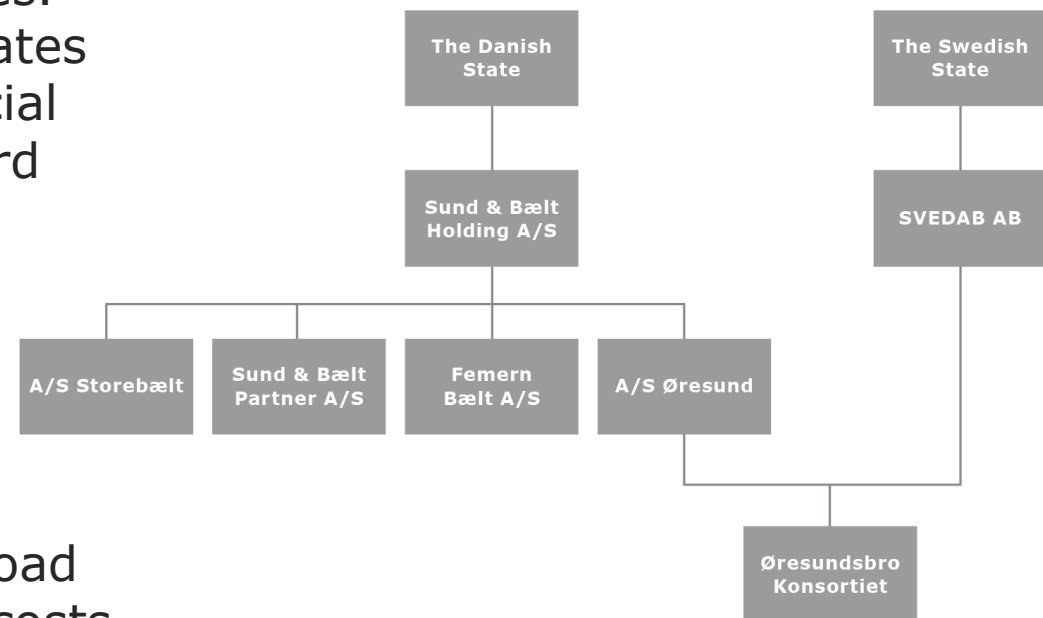 The Danish
State
The Swedish
State
Sund & Bælt
Holding A/S
SVEDAB AB
A/S Storebælt
Sund & Bælt
Partner A/S
Femern
Bælt A/S
A/S Øresund
Øresundsbro
Konsortiet